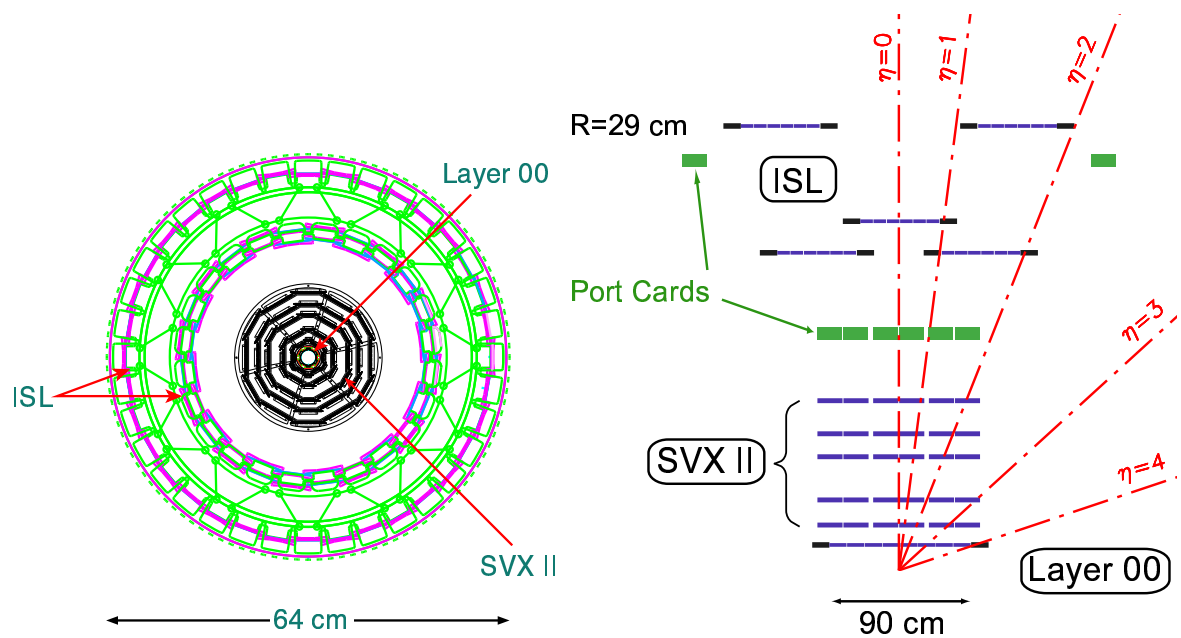 Layer 00
ISL
SVX II
64 cm
η=0
η=1
η=2
R=29 cm
ISL
Port Cards
η=3
SVX II
η=4
Layer 00
90 cm